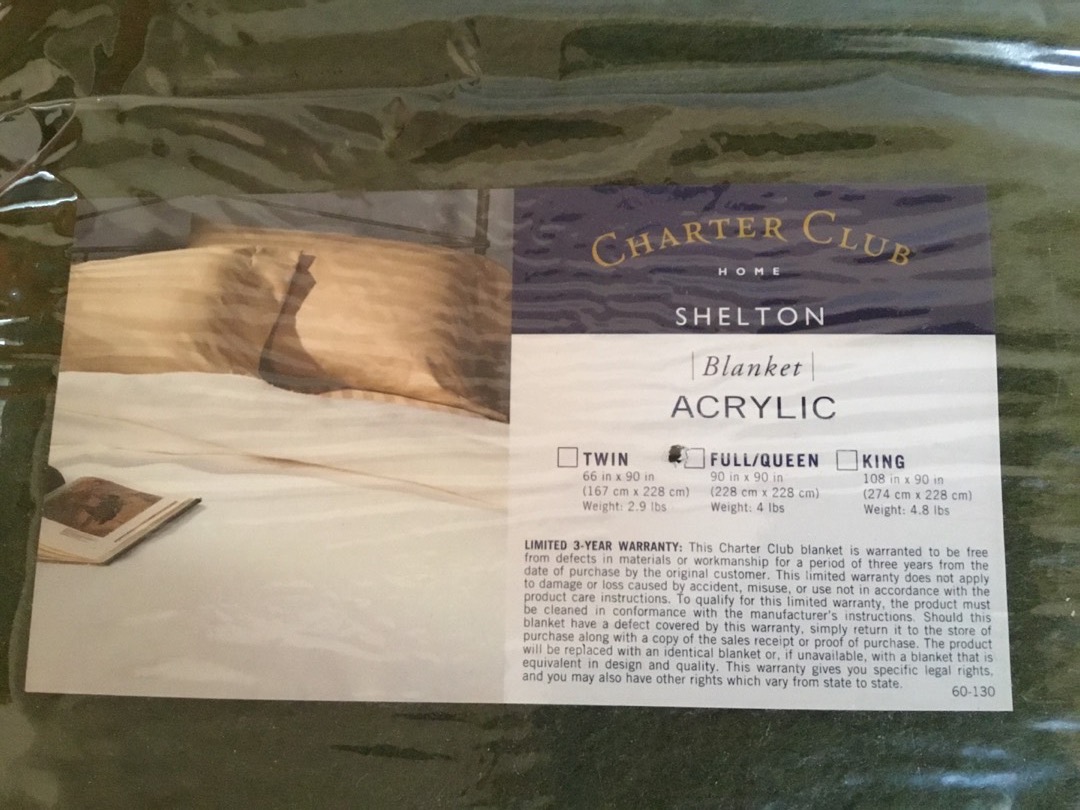 CHARTER CLUB
HOME
SHELTON
Blanket
ACRYLIC
TWIN
66 in x 90 in
(167 cm x 228 cm)
Weight: 2.9 lbs
FULL/QUEEN
90 in x 90 in
(228 cm x 228 cm)
Weight: 4 lbs
KING
108 in x 90 in
(274 cm x 228 cm)
Weight: 4.8 lbs
LIMITED 3-YEAR WARRANTY: This Charter Club blanket is warranted to be free
from defects in materials or workmanship for a period of three years from the
date of purchase by the original customer. This limited warranty does not apply
to damage or loss caused by accident, misuse, or use not in accordance with the
product care instructions. To qualify for this limited warranty, the product must
be cleaned in conformance with the manufacturer's instructions. Should this
blanket have a defect covered by this warranty, simply return it to the store of
purchase along with a copy of the sales receipt or proof of purchase. The product
will be replaced with an identical blanket or, if unavailable, with a blanket that is
equivalent in design and quality. This warranty gives you specific legal rights,
and you may also have other rights which vary from state to state.
60-130